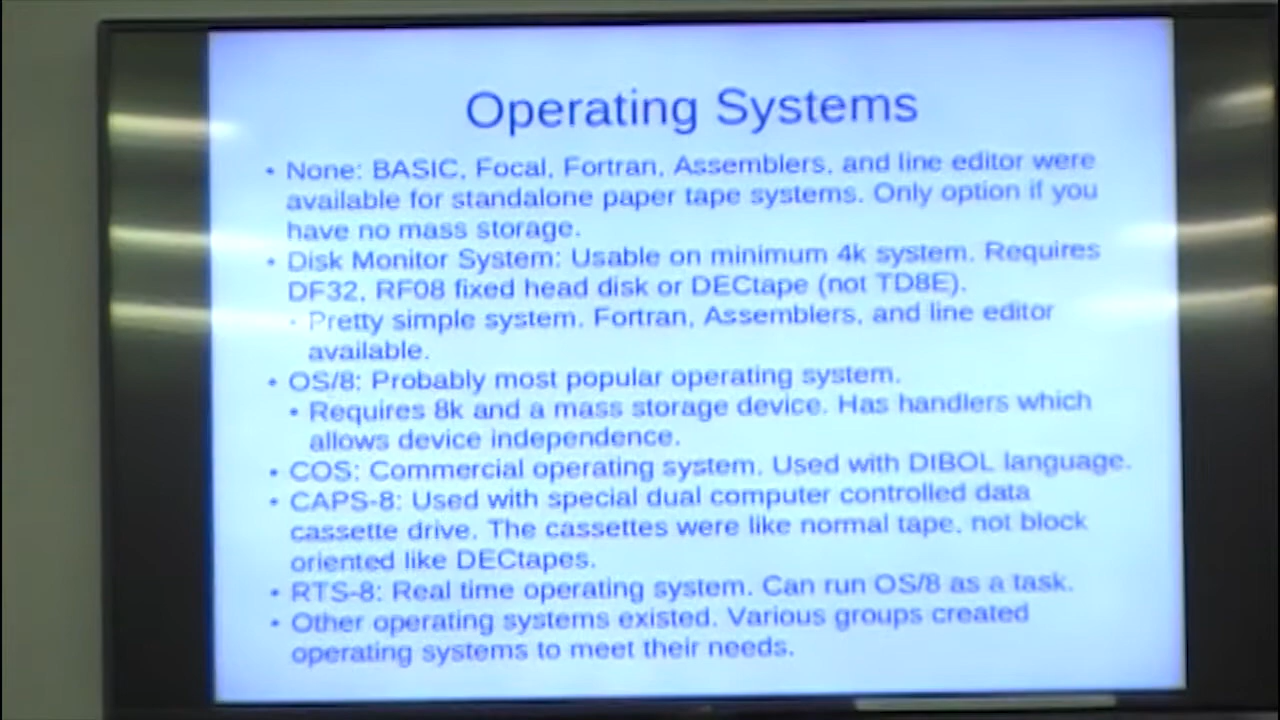 Operating Systems
• None: BASIC, Focal, Fortran, Assemblers, and line editor were
available for standalone paper tape systems. Only option if you
have no mass storage.
• Disk Monitor System: Usable on minimum 4k system. Requires
DF32, RF08 fixed head disk or DECtape (not TD8E).
• Pretty simple system. Fortran, Assemblers, and line editor
available.
• OS/8: Probably most popular operating system.
• Requires 8k and a mass storage device. Has handlers which
allows device independence.
• COS: Commercial operating system. Used with DIBOL language.
• CAPS-8: Used with special dual computer controlled data
cassette drive. The cassettes were like normal tape, not block
oriented like DECtapes.
• RTS-8: Real time operating system. Can run OS/8 as a task.
• Other operating systems existed. Various groups created
operating systems to meet their needs.